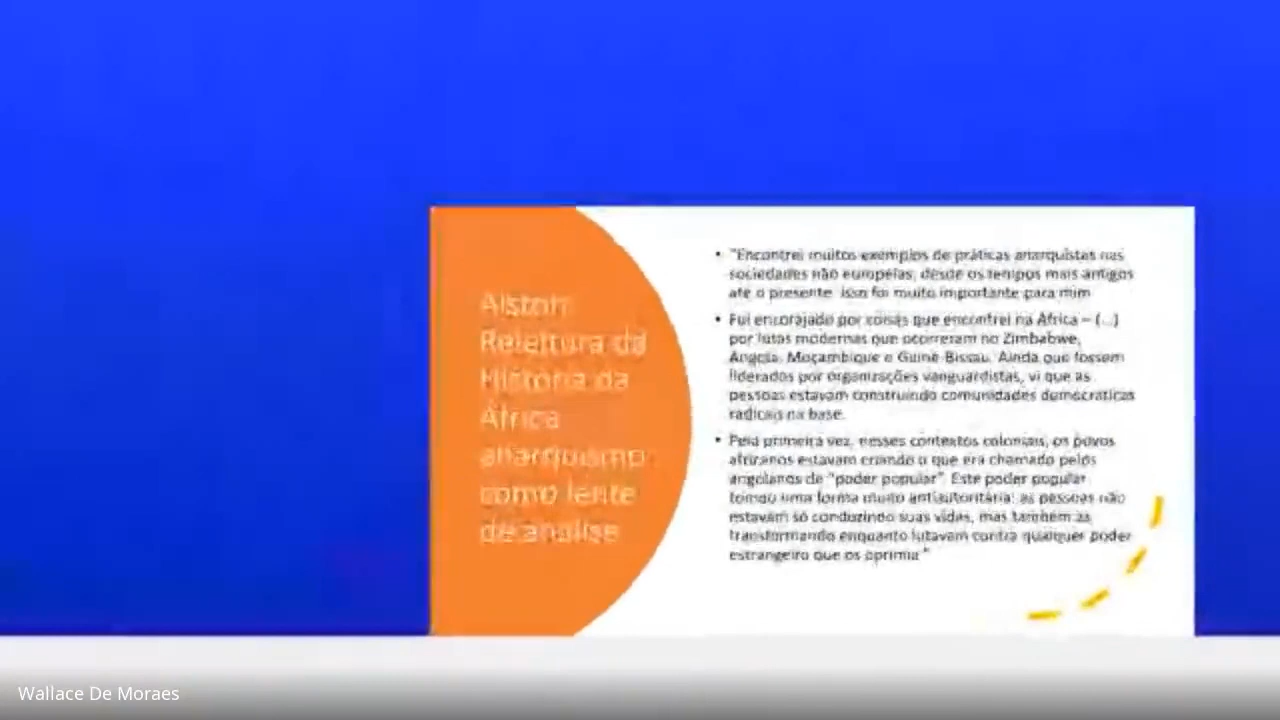 Alston:
Releitura da
História da
África
anarquismo
como lente
de análise
• "Encontrei muitos exemplos de práticas anarquistas nas
sociedades não européias, desde os tempos mais antigos
até o presente. Isso foi muito importante para mim
• Fui encorajado por coisas que encontrei na África – (...)
por lutas modernas que ocorreram no Zimbabwe,
Angola, Moçambique e Guiné-Bissau. Ainda que fossem
liderados por organizações vanguardistas, vi que as
pessoas estavam construindo comunidades democráticas
radicais na base.
• Pela primeira vez, nesses contextos coloniais, os povos
africanos estavam criando o que era chamado pelos
angolanos de "poder popular". Este poder popular
tomou uma forma muito antiautoritária: as pessoas não
estavam só conduzindo suas vidas, mas também as
transformando enquanto lutavam contra qualquer poder
estrangeiro que os oprimia."
Wallace De Moraes